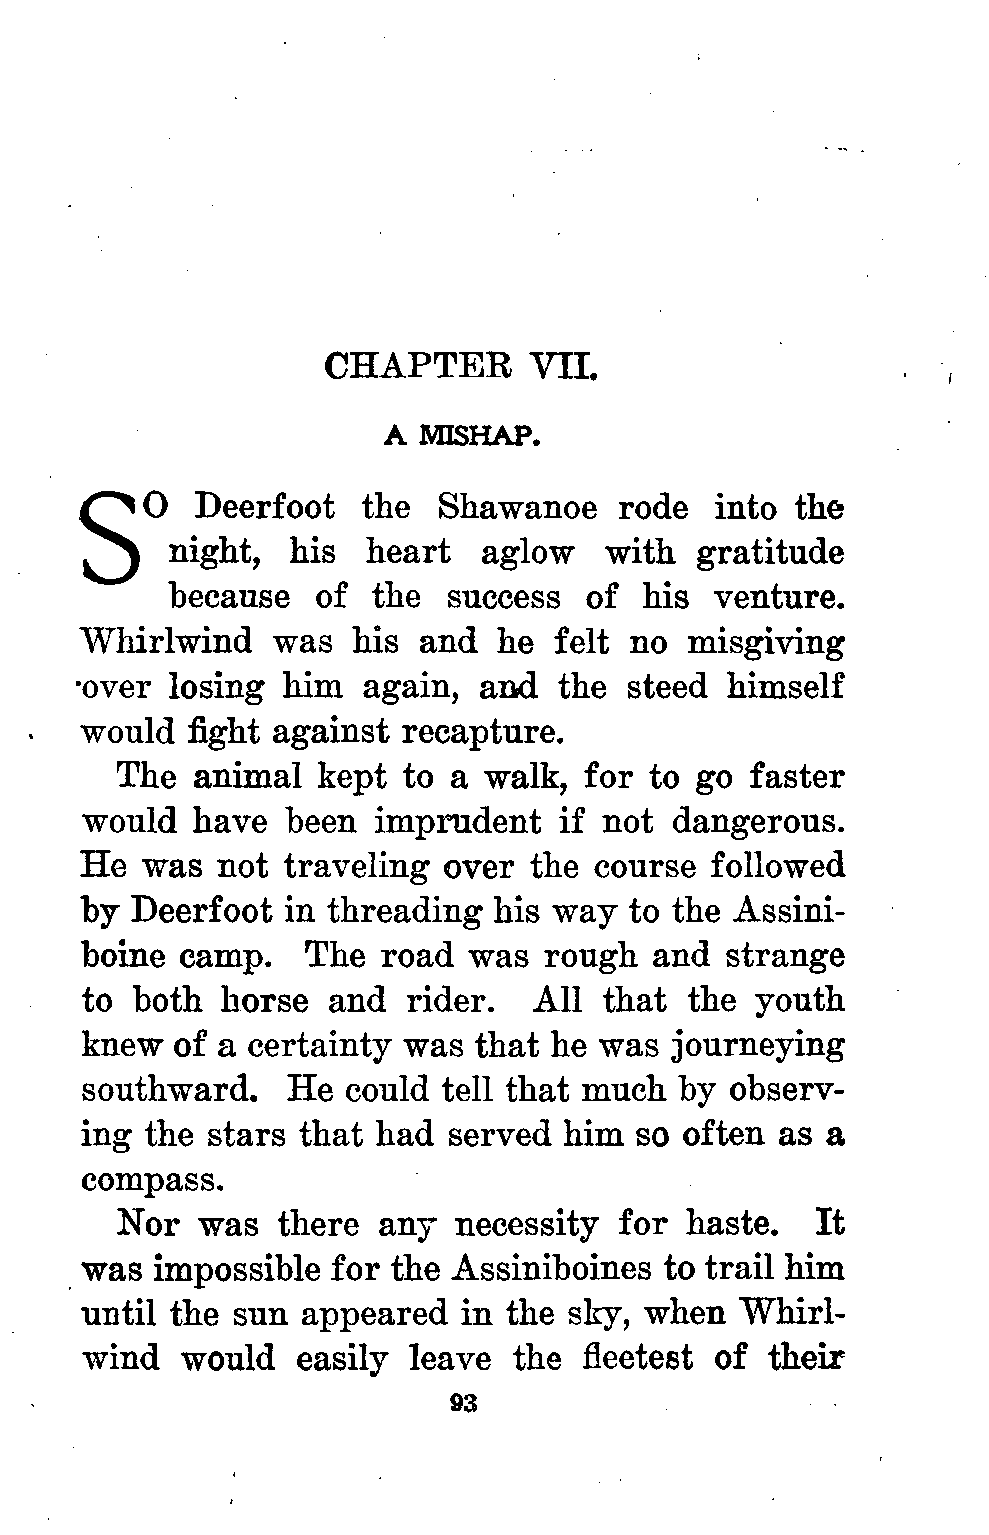 CHAPTER VII.
A MISHAP.
SO Deerfoot the Shawanoe rode into the
night, his heart aglow with gratitude
because of the success of his venture.
Whirlwind was his and he felt no misgiving
over losing him again, and the steed himself
would fight against recapture.
The animal kept to a walk, for to go faster
would have been imprudent if not dangerous.
He was not traveling over the course followed
by Deerfoot in threading his way to the Assini-
boine camp. The road was rough and strange
to both horse and rider. All that the youth
knew of a certainty was that he was journeying
southward. He could tell that much by observ-
ing the stars that had served him so often as a
compass.
Nor was there any necessity for haste. It
was impossible for the Assiniboines to trail him
until the sun appeared in the sky, when Whirl-
wind would easily leave the fleetest of their
93